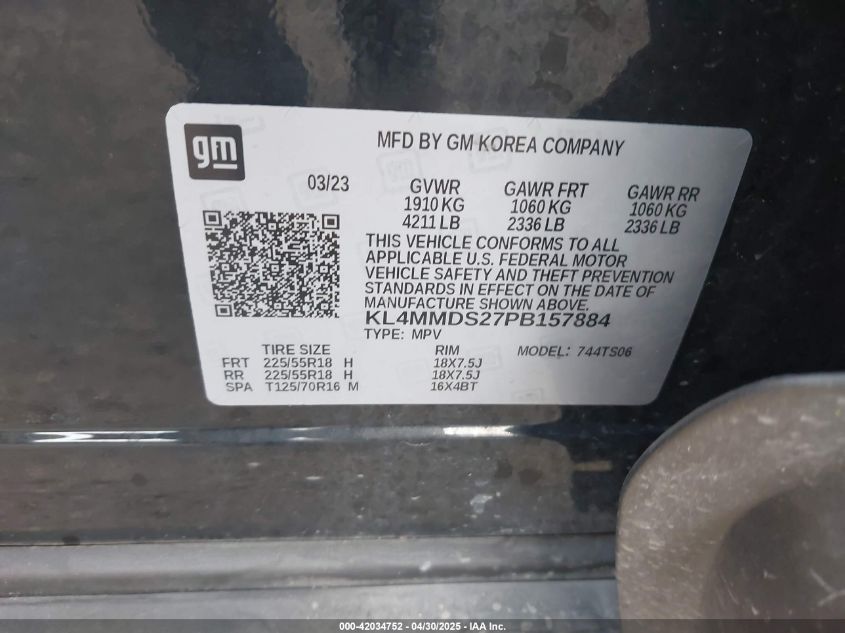 gm
MFD BY GM KOREA COMPANY
03/23
GVWR GAWR FRT GAWR RR
1910 KG 1060 KG 1060 KG
4211 LB 2336 LB 2336 LB
THIS VEHICLE CONFORMS TO ALL
APPLICABLE U.S. FEDERAL MOTOR
VEHICLE SAFETY AND THEFT PREVENTION
STANDARDS IN EFFECT ON THE DATE OF
MANUFACTURE SHOWN ABOVE.
KL4MMDS27PB157884
TYPE: MPV
TIRE SIZE RIM MODEL: 744TS06
FRT 225/55R18 H 18X7.5J
RR 225/55R18 H 18X7.5J
SPA T125/70R16 M 16X4BT
000-42034752 - 04/30/2025 - IAA Inc.